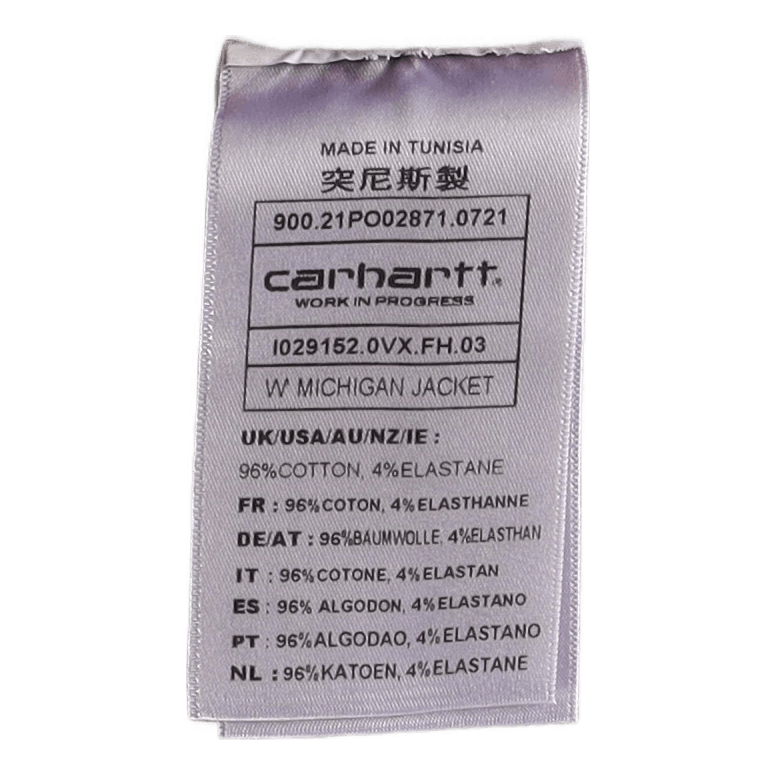 MADE IN TUNISIA
突尼斯製
900.21PO02871.0721
carhartt®
WORK IN PROGRESS
I029152.0VX.FH.03
W' MICHIGAN JACKET
UK/USA/AU/NZ/IE :
96%COTTON, 4%ELASTANE
FR : 96%COTON, 4%ELASTHANNE
DE/AT : 96%BAUMWOLLE, 4%ELASTHAN
IT : 96%COTONE, 4%ELASTAN
ES : 96% ALGODON, 4%ELASTANO
PT : 96%ALGODAO, 4%ELASTANO
NL : 96%KATOEN, 4%ELASTANE